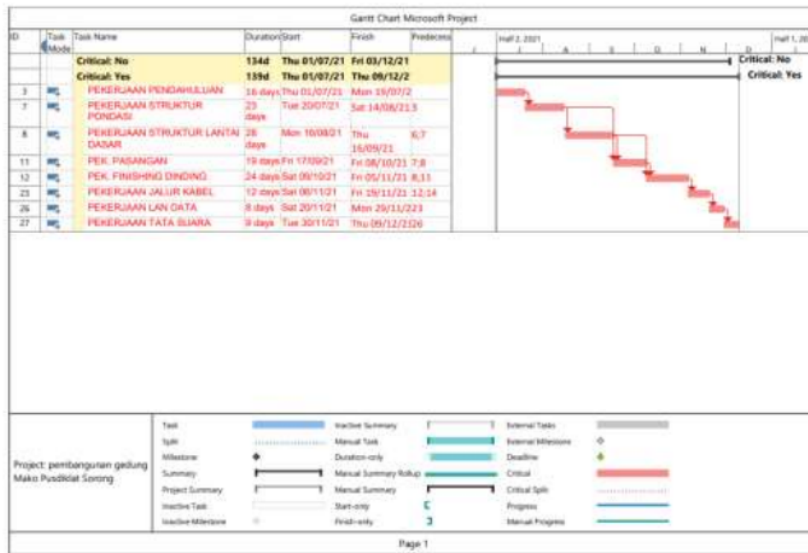 Gantt Chart Microsoft Project
ID Task Mode Task Name Duration Start Finish Predecess Half 2, 2021 Half 1, 20
J J A S O N D J
Critical: No 134d Thu 01/07/21 Fri 03/12/21 Critical: No
Critical: Yes 139d Thu 01/07/21 Thu 09/12/2 Critical: Yes
3 PEKERJAAN PENDAHULUAN 16 days Thu 01/07/21 Mon 19/07/2
7 PEKERJAAN STRUKTUR PONDASI 23 days Tue 20/07/21 Sat 14/08/21 3
8 PEKERJAAN STRUKTUR LANTAI DASAR 28 days Mon 16/08/21 Thu 16/09/21 6,7
11 PEK. PASANGAN 19 days Fri 17/09/21 Fri 08/10/21 7,8
12 PEK. FINISHING DINDING 24 days Sat 09/10/21 Fri 05/11/21 8,11
23 PEKERJAAN JALUR KABEL 12 days Sat 06/11/21 Fri 19/11/21 12,14
26 PEKERJAAN LAN DATA 8 days Sat 20/11/21 Mon 29/11/2 23
27 PEKERJAAN TATA SUARA 9 days Tue 30/11/21 Thu 09/12/2 26
Project: pembangunan gedung
Mako Pusdiklat Sorong
Task Inactive Summary External Tasks
Split Manual Task External Milestone
Milestone Duration-only Deadline
Summary Manual Summary Rollup Critical
Project Summary Manual Summary Critical Split
Inactive Task Start-only Progress
Inactive Milestone Finish-only Manual Progress
Page 1